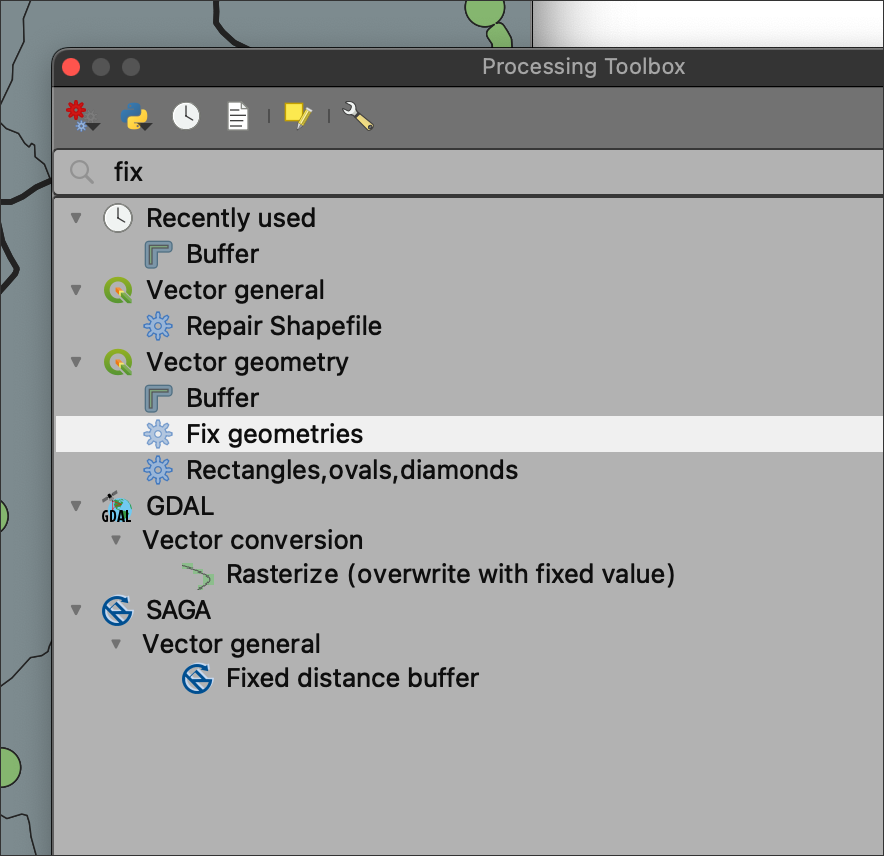 Processing Toolbox
fix
Recently used
Buffer
Vector general
Repair Shapefile
Vector geometry
Buffer
Fix geometries
Rectangles,ovals,diamonds
GDAL GDAL
Vector conversion
Rasterize (overwrite with fixed value)
SAGA
Vector general
Fixed distance buffer